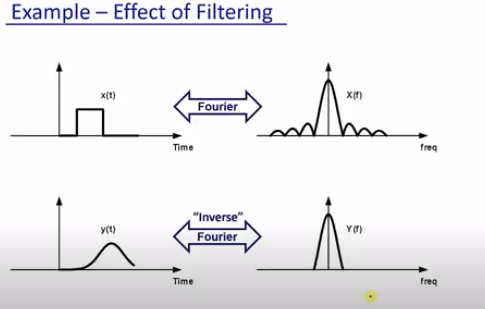 Example – Effect of Filtering
x(t)
Fourier
X(f)
Time
freq
y(t)
"Inverse"
Fourier
Y(f)
Time
freq